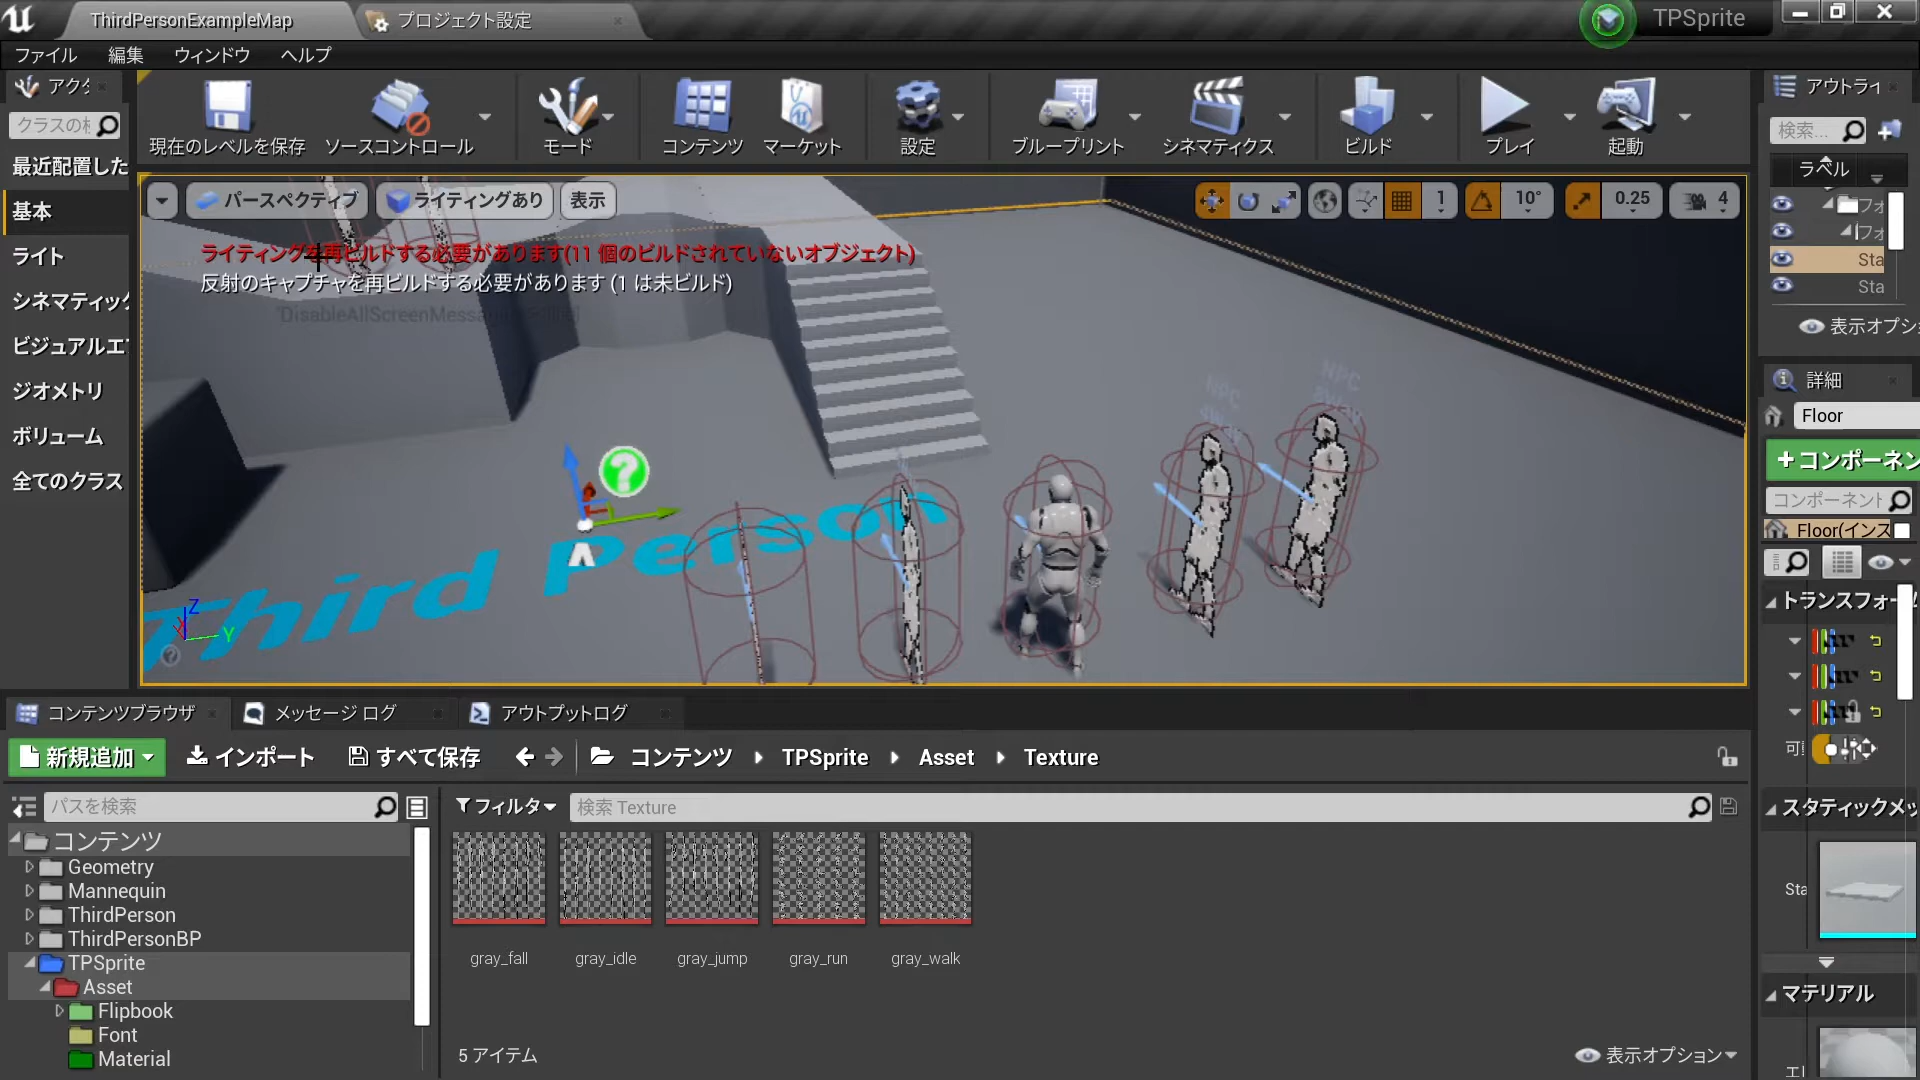 ThirdPersonExampleMap
プロジェクト設定
TPSprite
ファイル 編集 ウィンドウ ヘルプ
アク
現在のレベルを保存 ソースコントロール モード コンテンツ マーケット 設定 ブループリント シネマティックス ビルド プレイ 起動
アウトライ
クラスの検
検索...
最近配置した
ラベル
基本
ライト
シネマティック
ビジュアルエ
ジオメトリ
ボリューム
全てのクラス
パースペクティブ ライティングあり 表示
1 10° 0.25 4
ライティングを再ビルドする必要があります(11 個のビルドされていないオブジェクト)
反射のキャプチャを再ビルドする必要があります (1 は未ビルド)
Third Person
NPC
NPC
Z
X
Y
フォ
フォ
Sta
Sta
表示オプシ
詳細
Floor
+コンポーネン
コンポーネント
Floor(インス
トランスフォー
スタティックメッ
Sta
マテリアル
コンテンツブラウザ メッセージ ログ アウトプットログ
新規追加 インポート すべて保存 コンテンツ TPSprite Asset Texture
パスを検索
フィルタ 検索 Texture
コンテンツ
Geometry
Mannequin
ThirdPerson
ThirdPersonBP
TPSprite
Asset
Flipbook
Font
Material
gray_fall gray_idle gray_jump gray_run gray_walk
5 アイテム
表示オプション